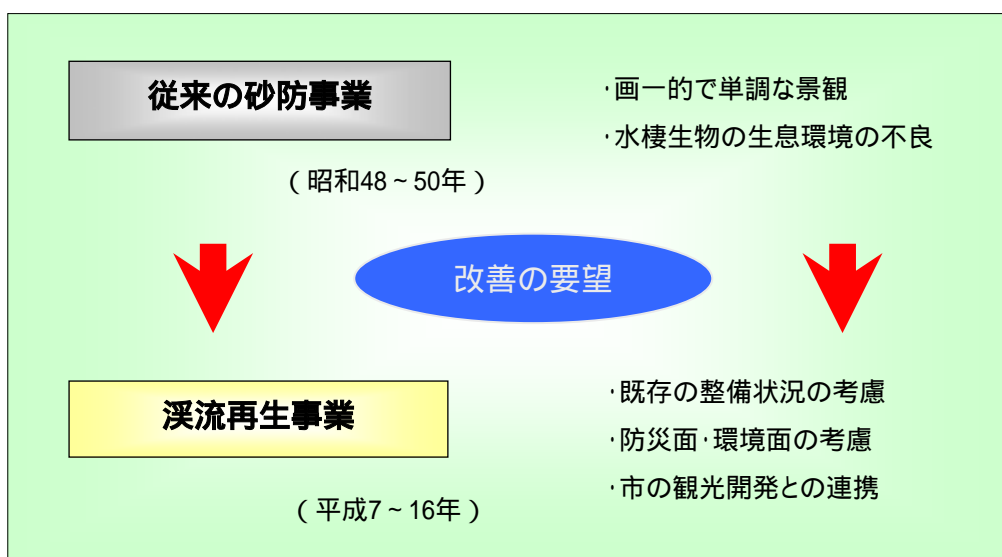 従来の砂防事業
･画一的で単調な景観
･水棲生物の生息環境の不良
（昭和48～50年）
改善の要望
渓流再生事業
･既存の整備状況の考慮
･防災面･環境面の考慮
･市の観光開発との連携
（平成7～16年）